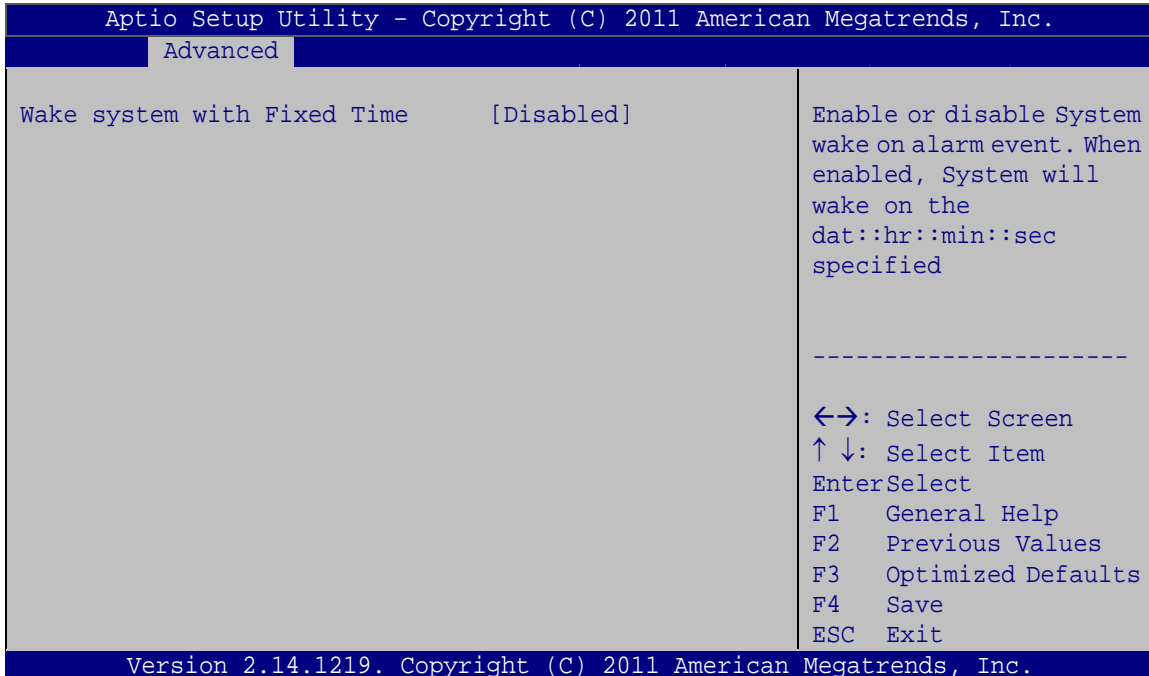 Aptio Setup Utility – Copyright (C) 2011 American Megatrends, Inc.
Advanced
Wake system with Fixed Time [Disabled]
Enable or disable System
wake on alarm event. When
enabled, System will
wake on the
dat::hr::min::sec
specified
----------------------
←→: Select Screen
↑ ↓: Select Item
EnterSelect
F1 General Help
F2 Previous Values
F3 Optimized Defaults
F4 Save
ESC Exit
Version 2.14.1219. Copyright (C) 2011 American Megatrends, Inc.